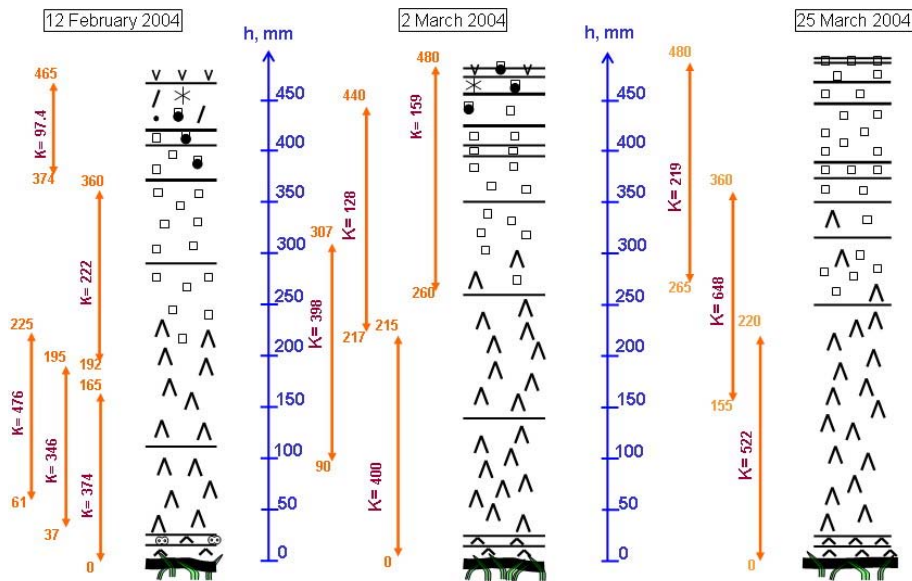 12 February 2004
2 March 2004
25 March 2004
h, mm
h, mm
465
K= 97.4
374
360
K= 222
192
225
K= 476
61
195
K= 346
37
165
K= 374
0
450
400
350
300
250
200
150
100
50
0
480
K= 159
260
440
K= 128
217
307
K= 398
90
215
K= 400
0
450
400
350
300
250
200
150
100
50
0
480
K= 219
265
360
K= 648
155
220
K= 522
0